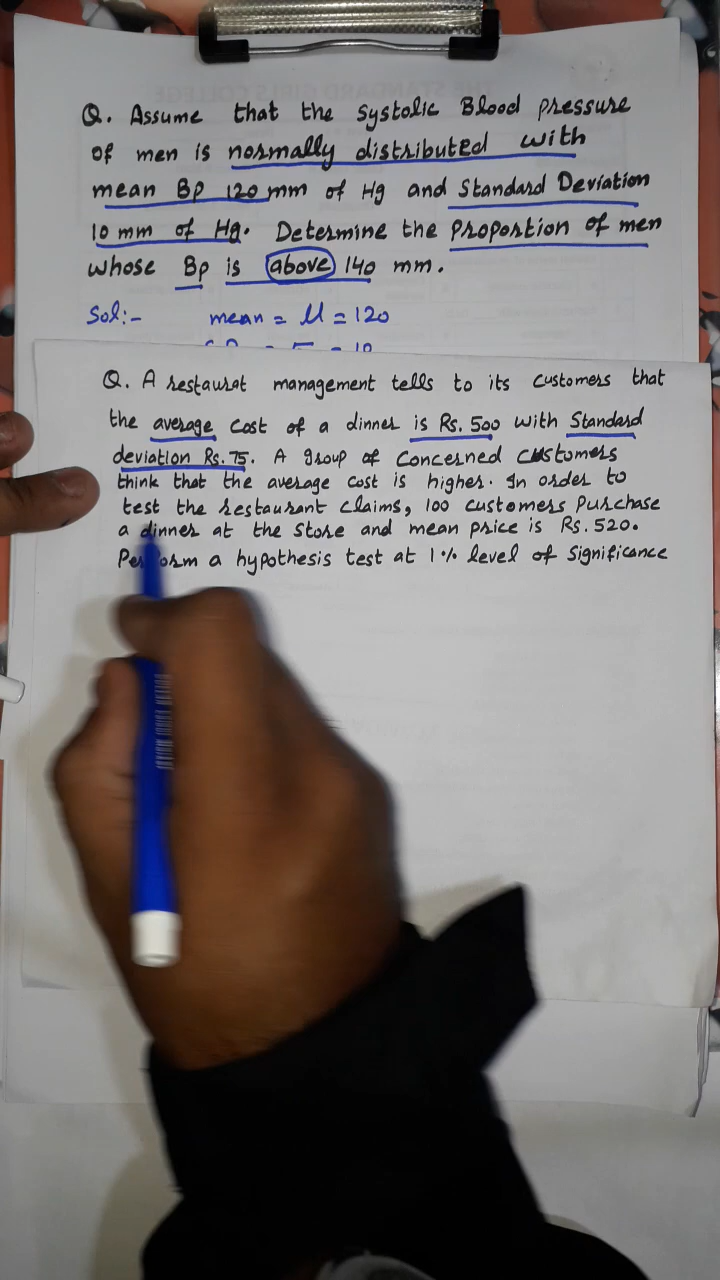 Q. Assume that the Systolic Blood pressure
of men is normally distributed with
mean Bp 120 mm of Hg and Standard Deviation
10 mm of Hg. Determine the proportion of men
whose Bp is above 140 mm.
Sol:- mean = μ = 120
Q. A restaurat management tells to its customers that
the average cost of a dinner is Rs. 500 with Standard
deviation Rs. 75. A group of concerned customers
think that the average cost is higher. In order to
test the restaurant claims, 100 customers purchase
a dinner at the store and mean price is Rs. 520.
Perform a hypothesis test at 1% level of significance